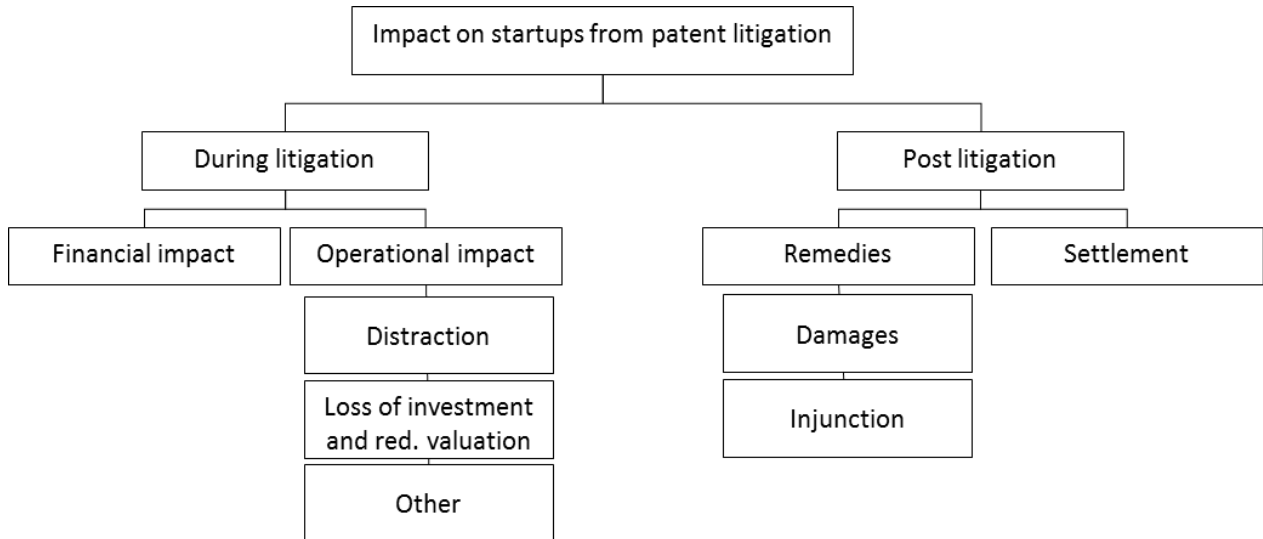 Impact on startups from patent litigation
During litigation
Post litigation
Financial impact
Operational impact
Remedies
Settlement
Distraction
Damages
Loss of investment
and red. valuation
Injunction
Other